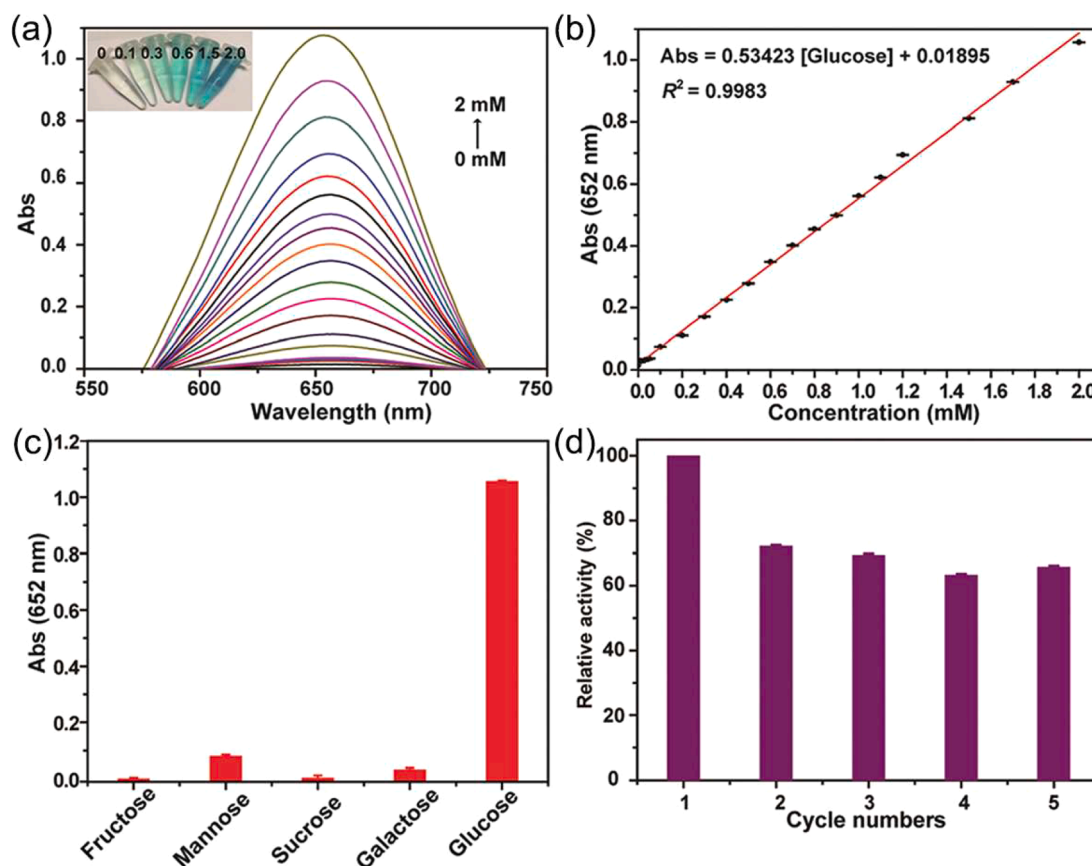 (a)
0 0.1 0.3 0.6 1.5 2.0
2 mM
0 mM
1.0
0.8
0.6
0.4
0.2
0.0
Abs
550 600 650 700 750
Wavelength (nm)
(b)
Abs = 0.53423 [Glucose] + 0.01895
R² = 0.9983
1.0
0.8
0.6
0.4
0.2
0.0
Abs (652 nm)
0.0 0.2 0.4 0.6 0.8 1.0 1.2 1.4 1.6 1.8 2.0
Concentration (mM)
(c)
1.2
1.0
0.8
0.6
0.4
0.2
0.0
Abs (652 nm)
Fructose
Mannose
Sucrose
Galactose
Glucose
(d)
100
80
60
40
20
0
Relative activity (%)
1 2 3 4 5
Cycle numbers